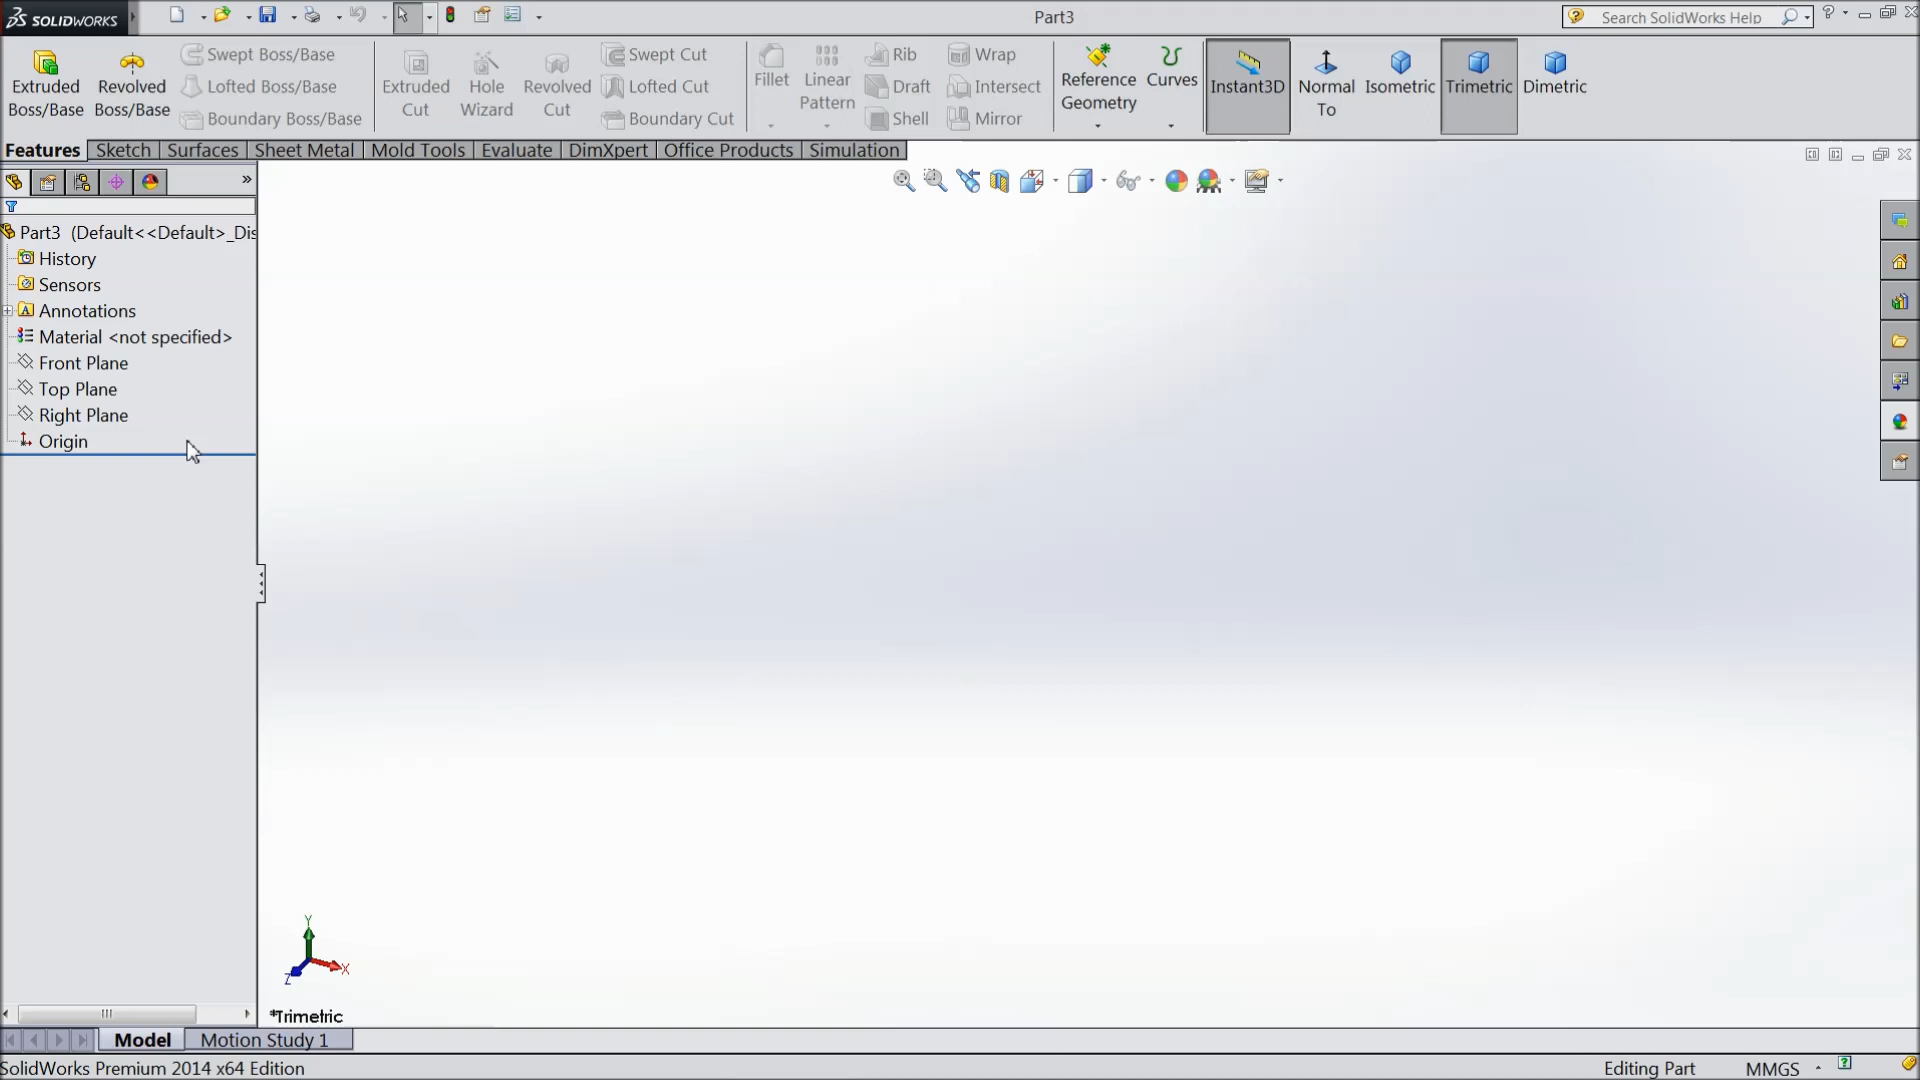 SOLIDWORKS
Part3
Search SolidWorks Help
Extruded Boss/Base
Revolved Boss/Base
Swept Boss/Base
Lofted Boss/Base
Boundary Boss/Base
Extruded Cut
Hole Wizard
Revolved Cut
Swept Cut
Lofted Cut
Boundary Cut
Fillet
Linear Pattern
Rib
Draft
Shell
Wrap
Intersect
Mirror
Reference Geometry
Curves
Instant3D
Normal To
Isometric
Trimetric
Dimetric
Features
Sketch
Surfaces
Sheet Metal
Mold Tools
Evaluate
DimXpert
Office Products
Simulation
Part3 (Default<<Default>_Dis
History
Sensors
Annotations
Material <not specified>
Front Plane
Top Plane
Right Plane
Origin
Y
X
Z
*Trimetric
Model
Motion Study 1
SolidWorks Premium 2014 x64 Edition
Editing Part
MMGS